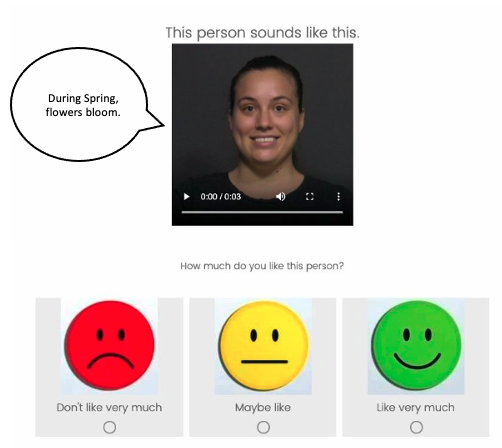 This person sounds like this.
During Spring,
flowers bloom.
0:00 / 0:03
How much do you like this person?
Don't like very much
Maybe like
Like very much